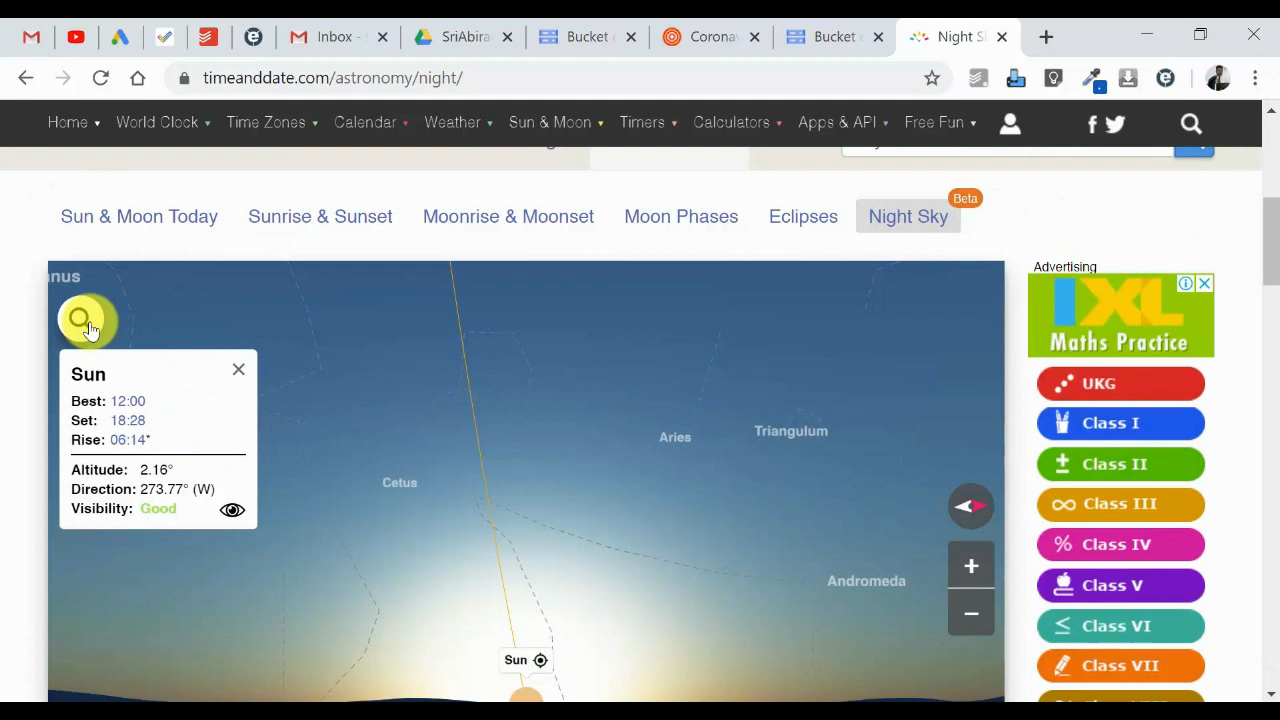 Inbox -
SriAbira
Bucket
Corona
Bucket
Night S
timeanddate.com/astronomy/night/
Home World Clock Time Zones Calendar Weather Sun & Moon Timers Calculators Apps & API Free Fun
Sun & Moon Today Sunrise & Sunset Moonrise & Moonset Moon Phases Eclipses Night Sky Beta
nus
Sun
Best: 12:00
Set: 18:28
Rise: 06:14*
Altitude: 2.16°
Direction: 273.77° (W)
Visibility: Good
Cetus
Aries
Triangulum
Andromeda
Sun
+
−
Advertising
IXL
Maths Practice
UKG
Class I
Class II
Class III
Class IV
Class V
Class VI
Class VII